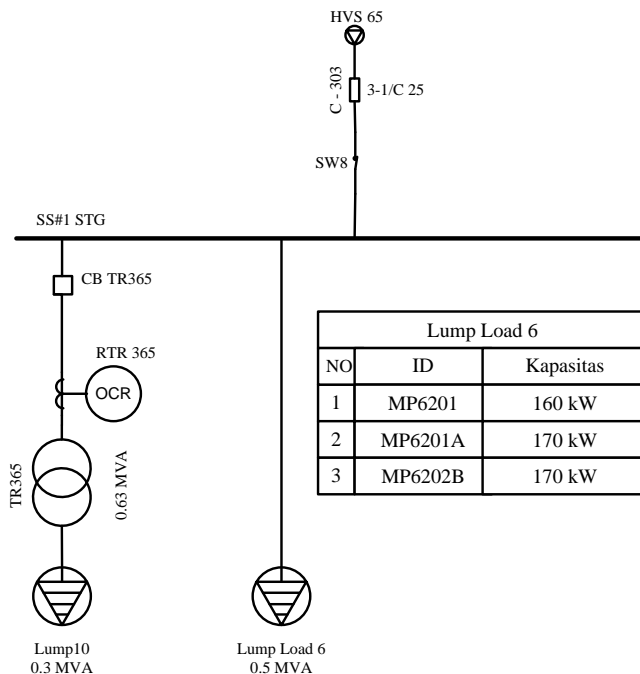 HVS 65
C - 303
3-1/C 25
SW8
SS#1 STG
CB TR365
RTR 365
OCR
TR365
0.63 MVA
Lump10
0.3 MVA
Lump Load 6
0.5 MVA
Lump Load 6
NO ID Kapasitas
1 MP6201 160 kW
2 MP6201A 170 kW
3 MP6202B 170 kW